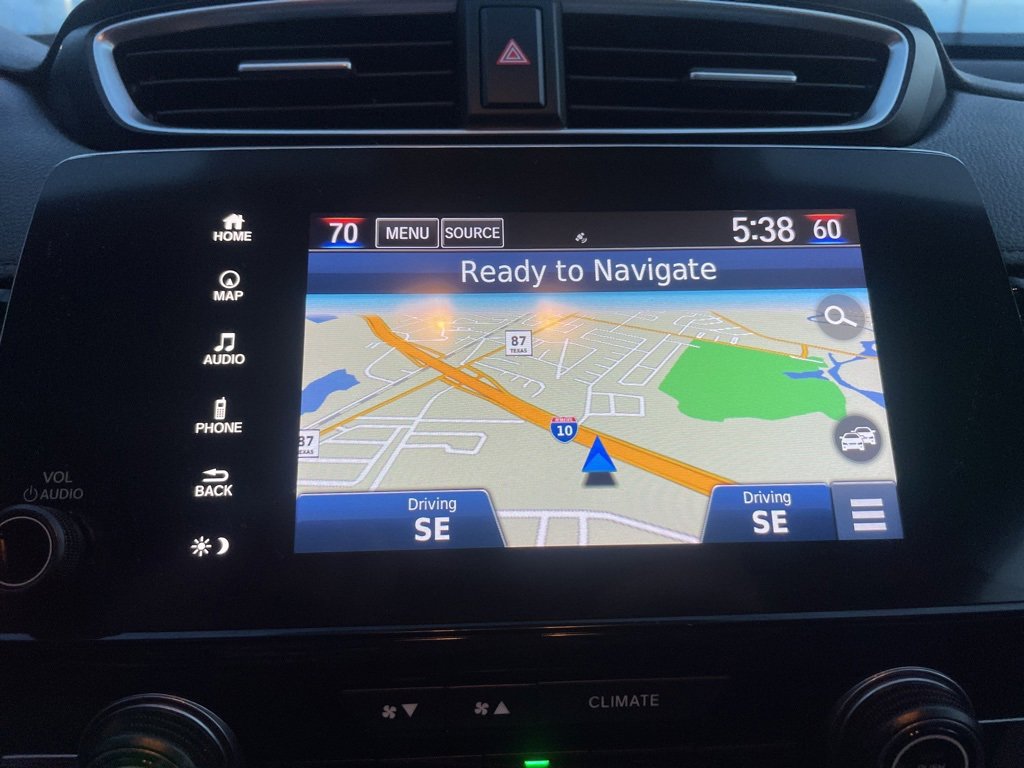 70 MENU SOURCE 5:38 60
Ready to Navigate
HOME
MAP
AUDIO
PHONE
BACK
87
TEXAS
10
Driving
SE
Driving
SE
VOL
AUDIO
CLIMATE